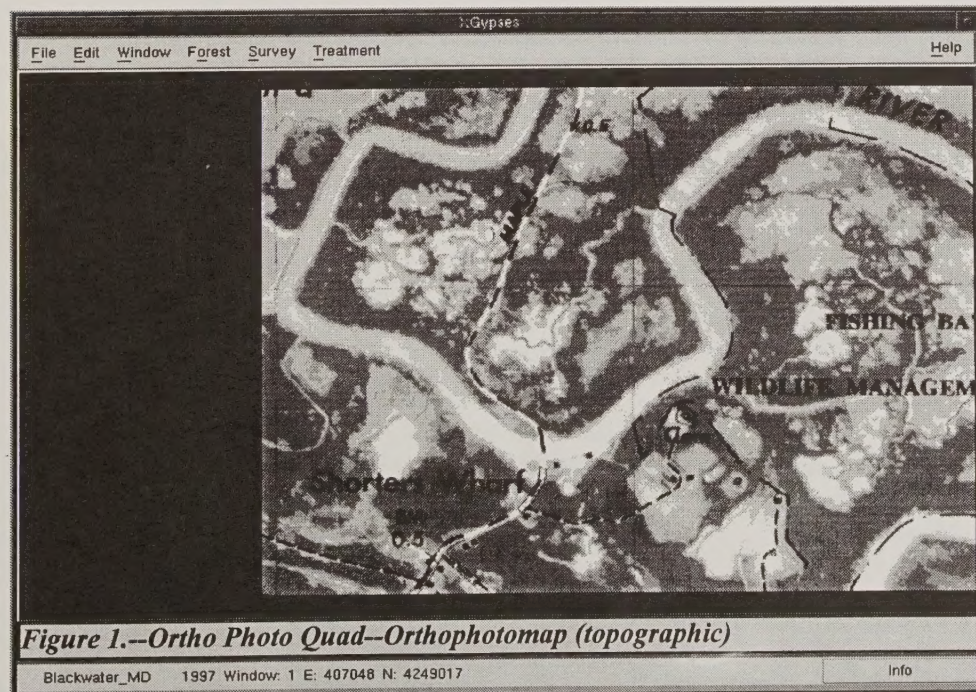 XGypses
File Edit Window Forest Survey Treatment Help
RIVER
FISHING BA
WILDLIFE MANAGEM
Shorters Wharf
0.5
Figure 1.--Ortho Photo Quad--Orthophotomap (topographic)
Blackwater_MD 1997 Window: 1 E: 407048 N: 4249017 Info